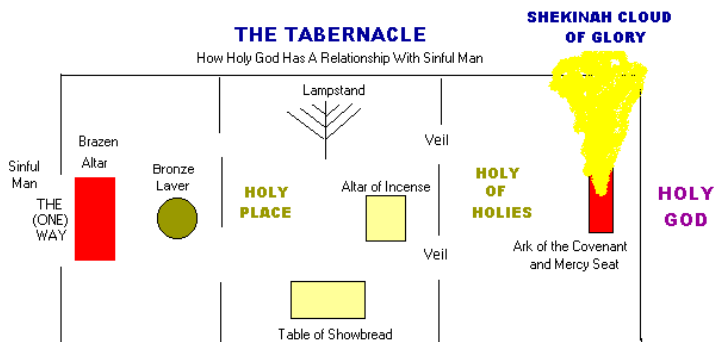 THE TABERNACLE
How Holy God Has A Relationship With Sinful Man
SHEKINAH CLOUD
OF GLORY
Sinful
Man
THE
(ONE)
WAY
Brazen
Altar
Bronze
Laver
HOLY
PLACE
Lampstand
Altar of Incense
Table of Showbread
Veil
Veil
HOLY
OF
HOLIES
Ark of the Covenant
and Mercy Seat
HOLY
GOD